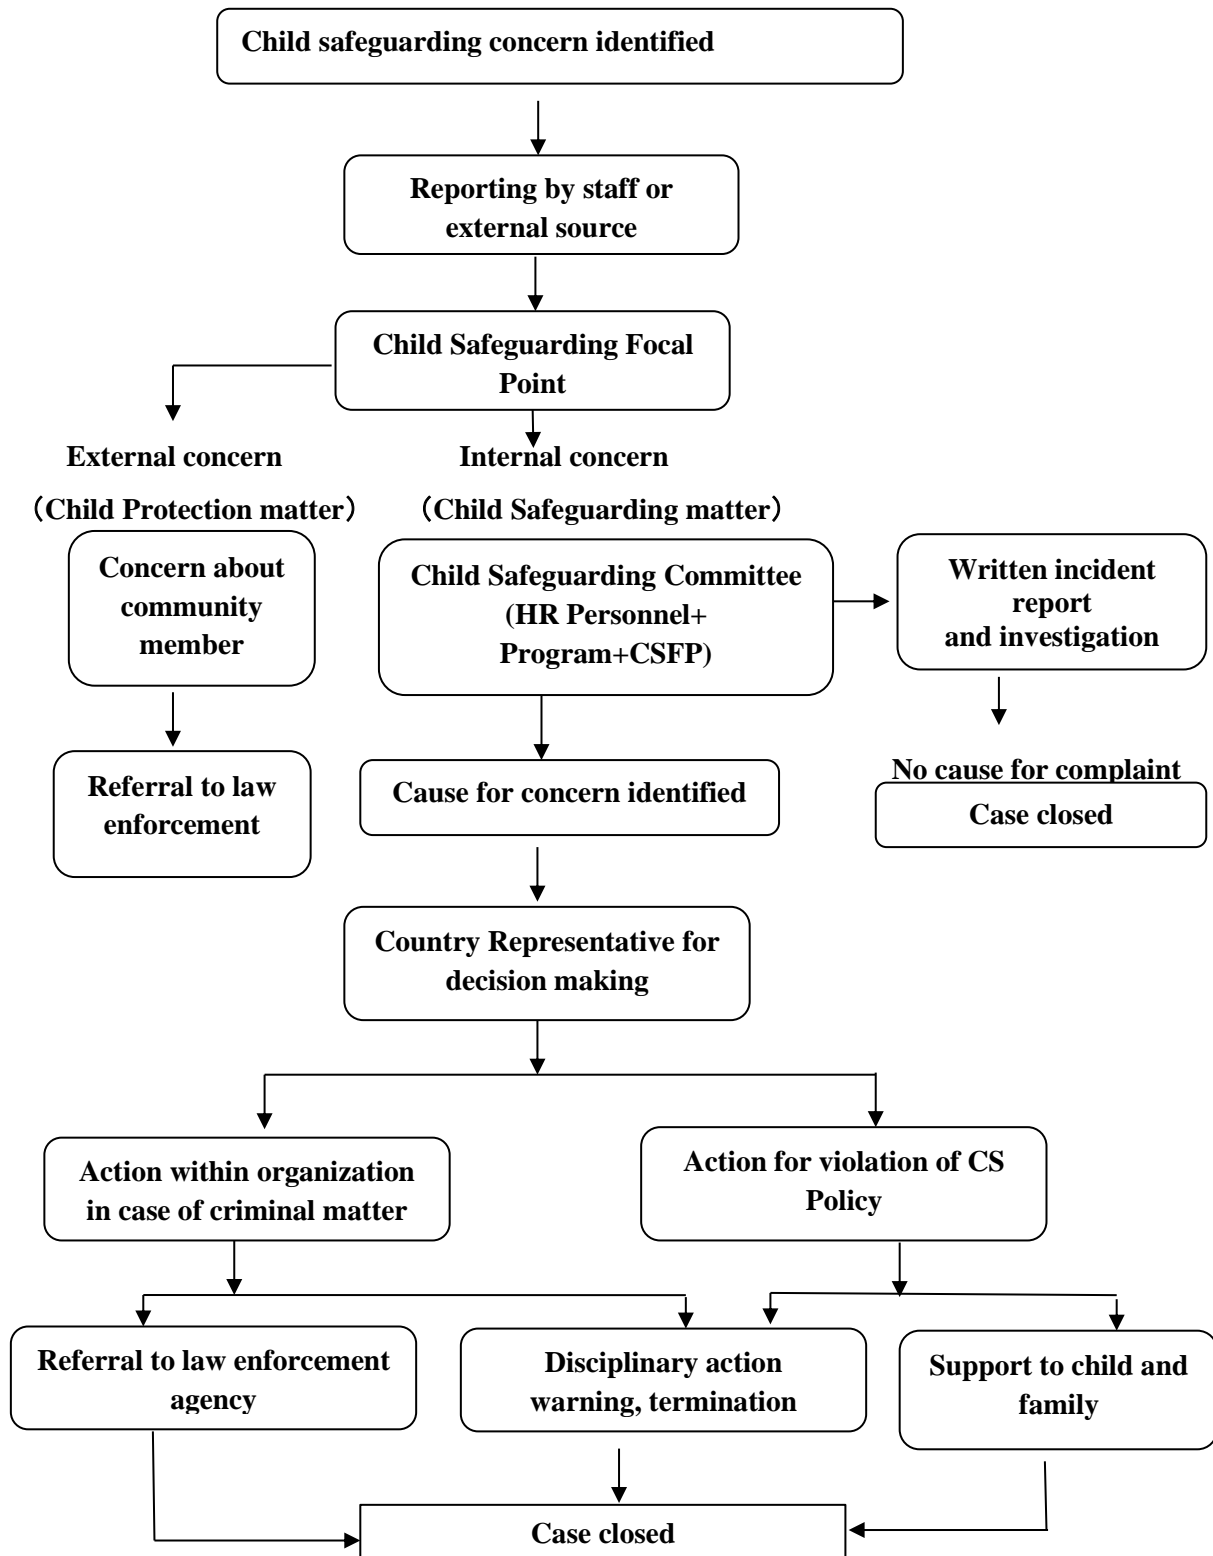 Child safeguarding concern identified
Reporting by staff or
external source
Child Safeguarding Focal
Point
External concern
(Child Protection matter)
Internal concern
(Child Safeguarding matter)
Concern about
community
member
Child Safeguarding Committee
(HR Personnel+
Program+CSFP)
Written incident
report
and investigation
Referral to law
enforcement
Cause for concern identified
No cause for complaint
Case closed
Country Representative for
decision making
Action within organization
in case of criminal matter
Action for violation of CS
Policy
Referral to law enforcement
agency
Disciplinary action
warning, termination
Support to child and
family
Case closed